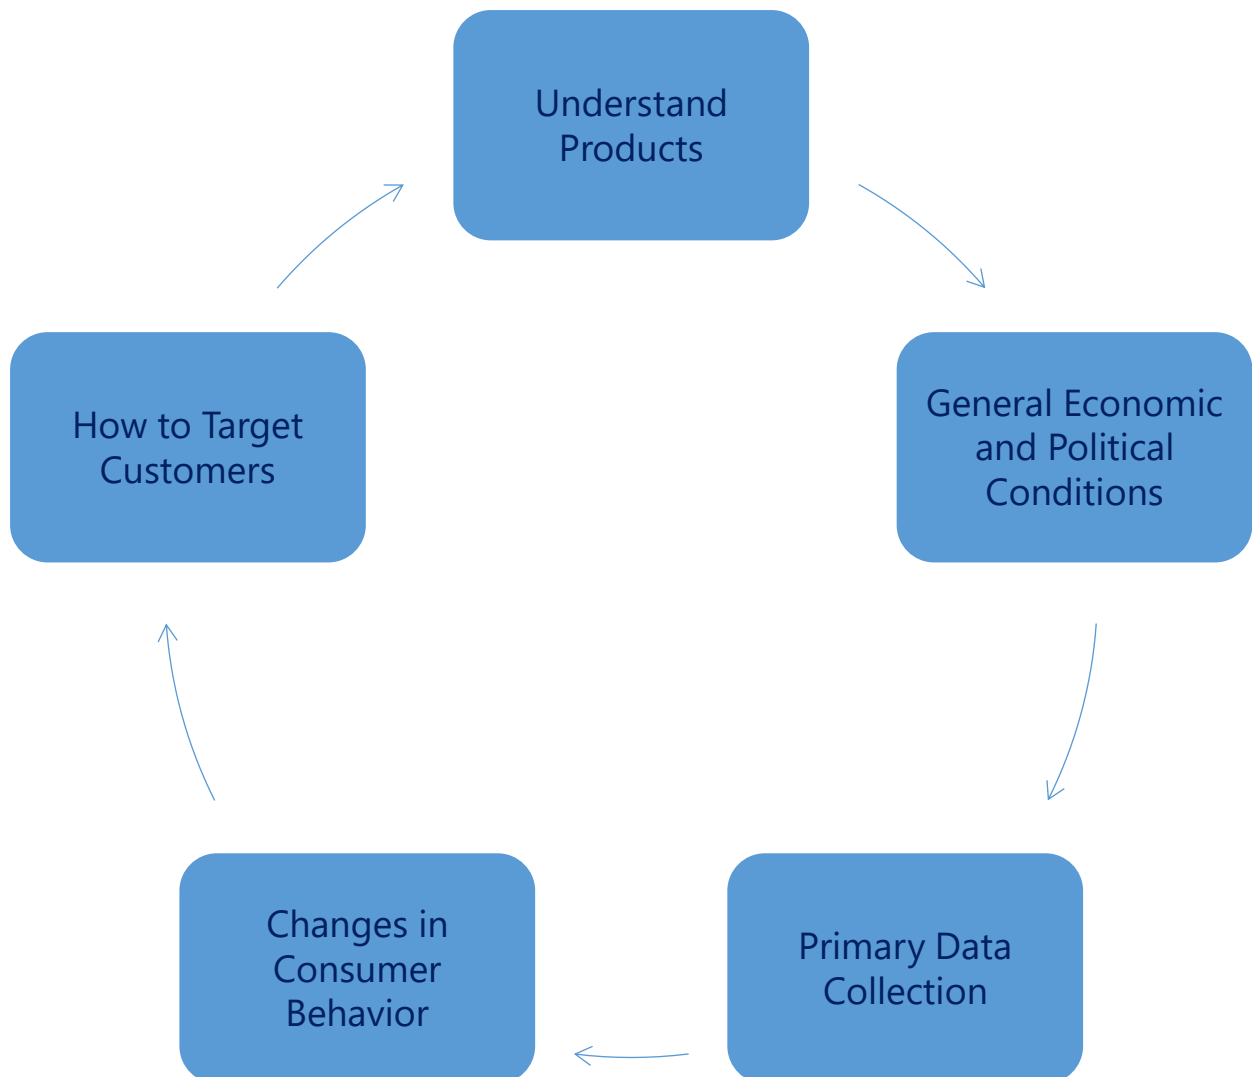 Understand
Products
General Economic
and Political
Conditions
Primary Data
Collection
Changes in
Consumer
Behavior
How to Target
Customers